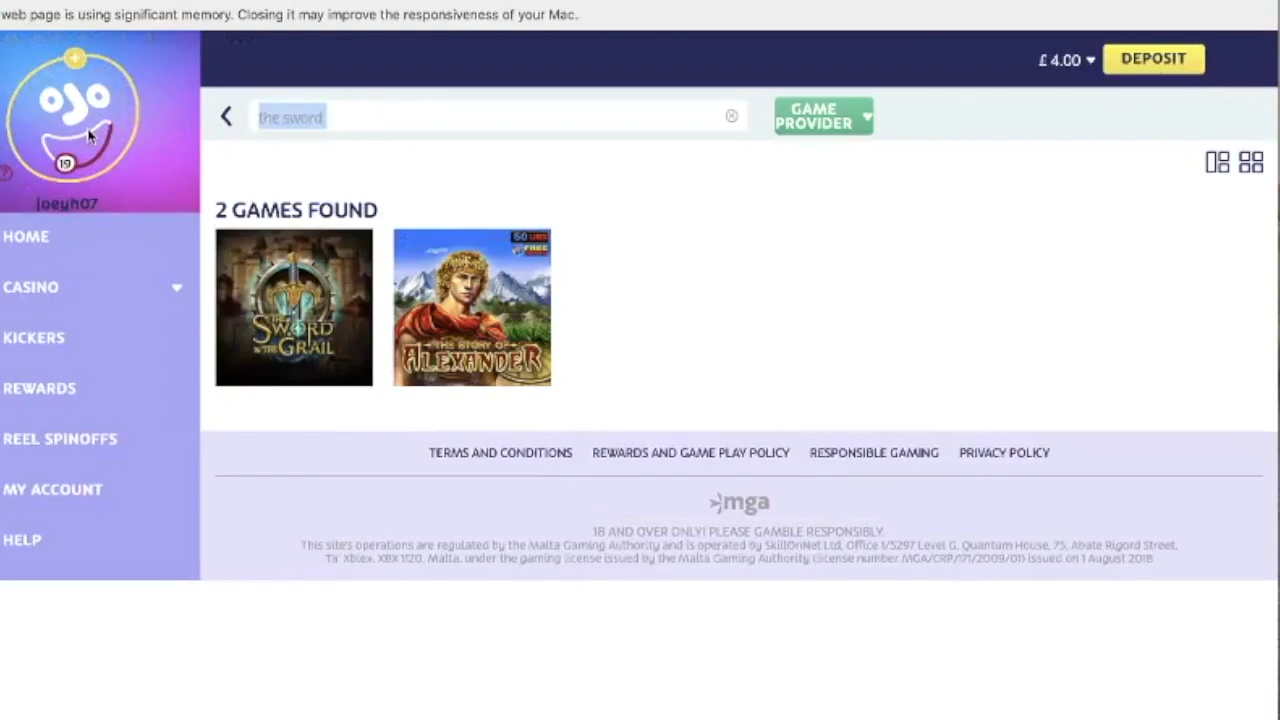 web page is using significant memory. Closing it may improve the responsiveness of your Mac.
£ 4.00
DEPOSIT
OJO
19
joeyh07
the sword
GAME
PROVIDER
HOME
CASINO
KICKERS
REWARDS
REEL SPINOFFS
MY ACCOUNT
HELP
2 GAMES FOUND
THE
SWORD
& THE GRAIL
50
FREE
THE STORY OF
ALEXANDER
TERMS AND CONDITIONS REWARDS AND GAME PLAY POLICY RESPONSIBLE GAMING PRIVACY POLICY
mga
18 AND OVER ONLY! PLEASE GAMBLE RESPONSIBLY.
This site's operations are regulated by the Malta Gaming Authority and is operated by SkillOnNet Ltd, Office 1/5297 Level G, Quantum House, 75, Abate Rigord Street,
Ta' Xbiex, XBX 1120, Malta, under the gaming license issued by the Malta Gaming Authority (license number MGA/CRP/171/2009/01) issued on 1 August 2018